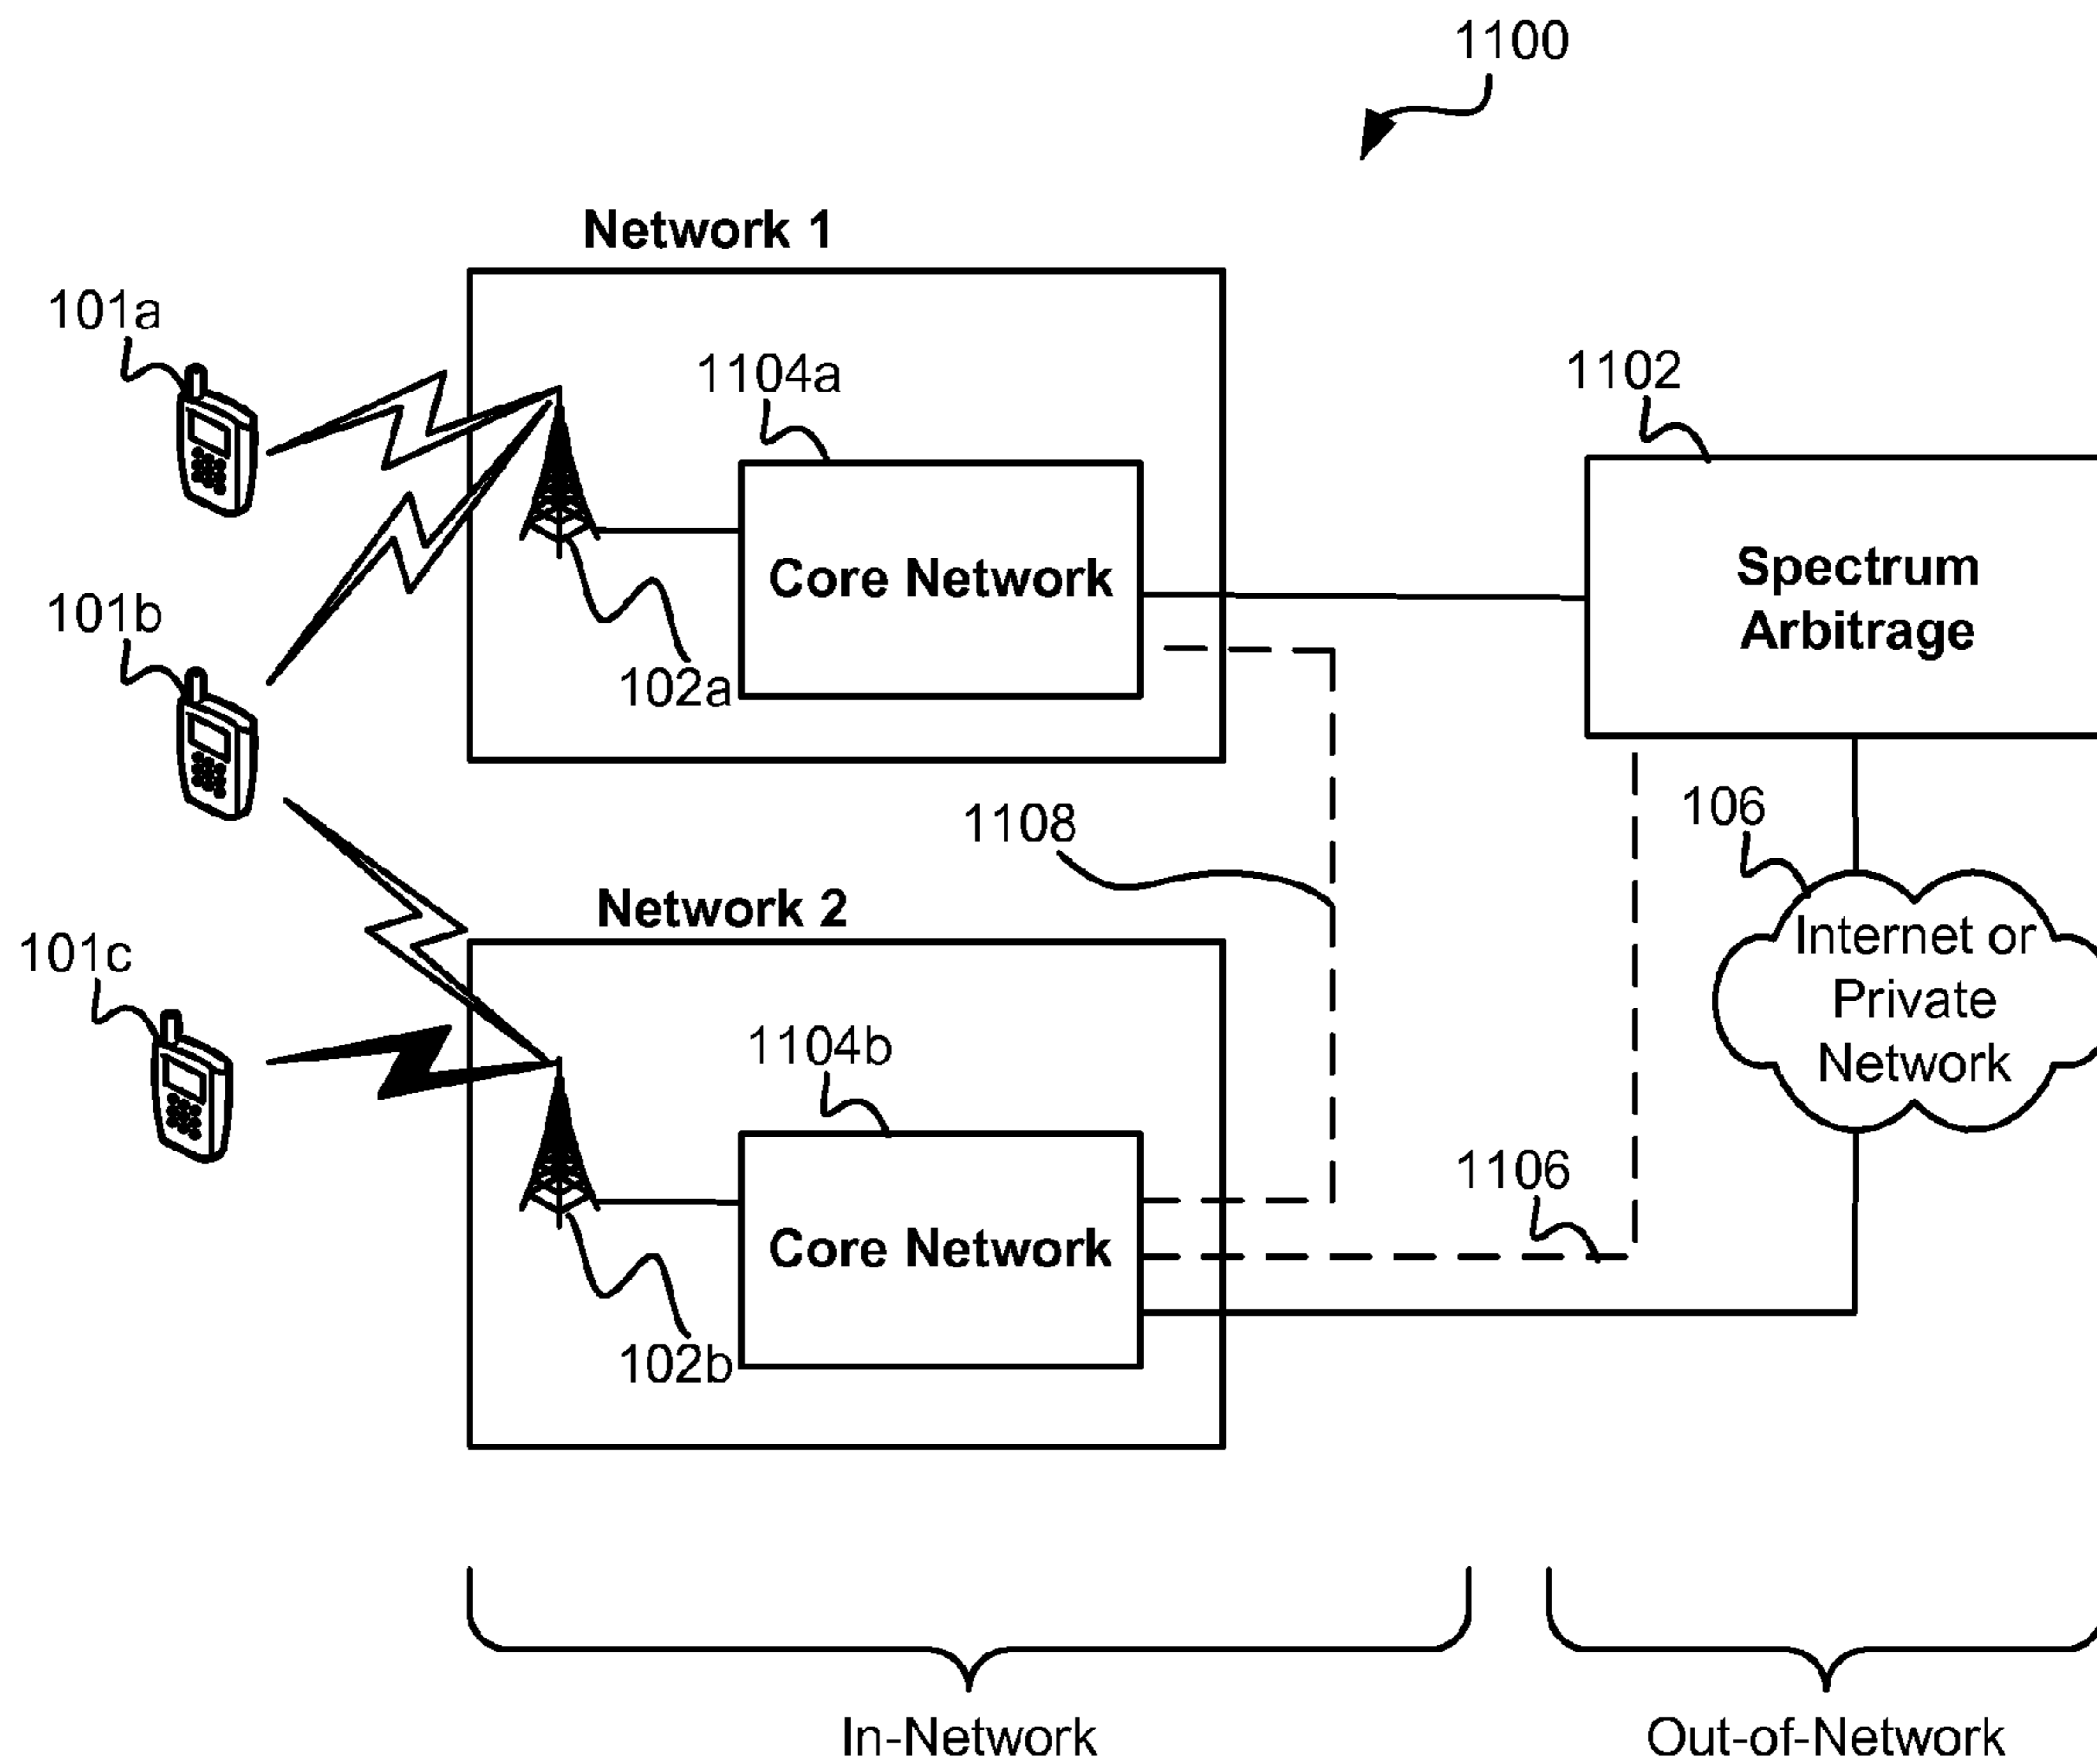 1100
Network 1
101a
1104a
1102
Core Network
Spectrum
Arbitrage
101b
102a
1108
106
Network 2
Internet or
Private
Network
101c
1104b
1106
Core Network
102b
In-Network
Out-of-Network